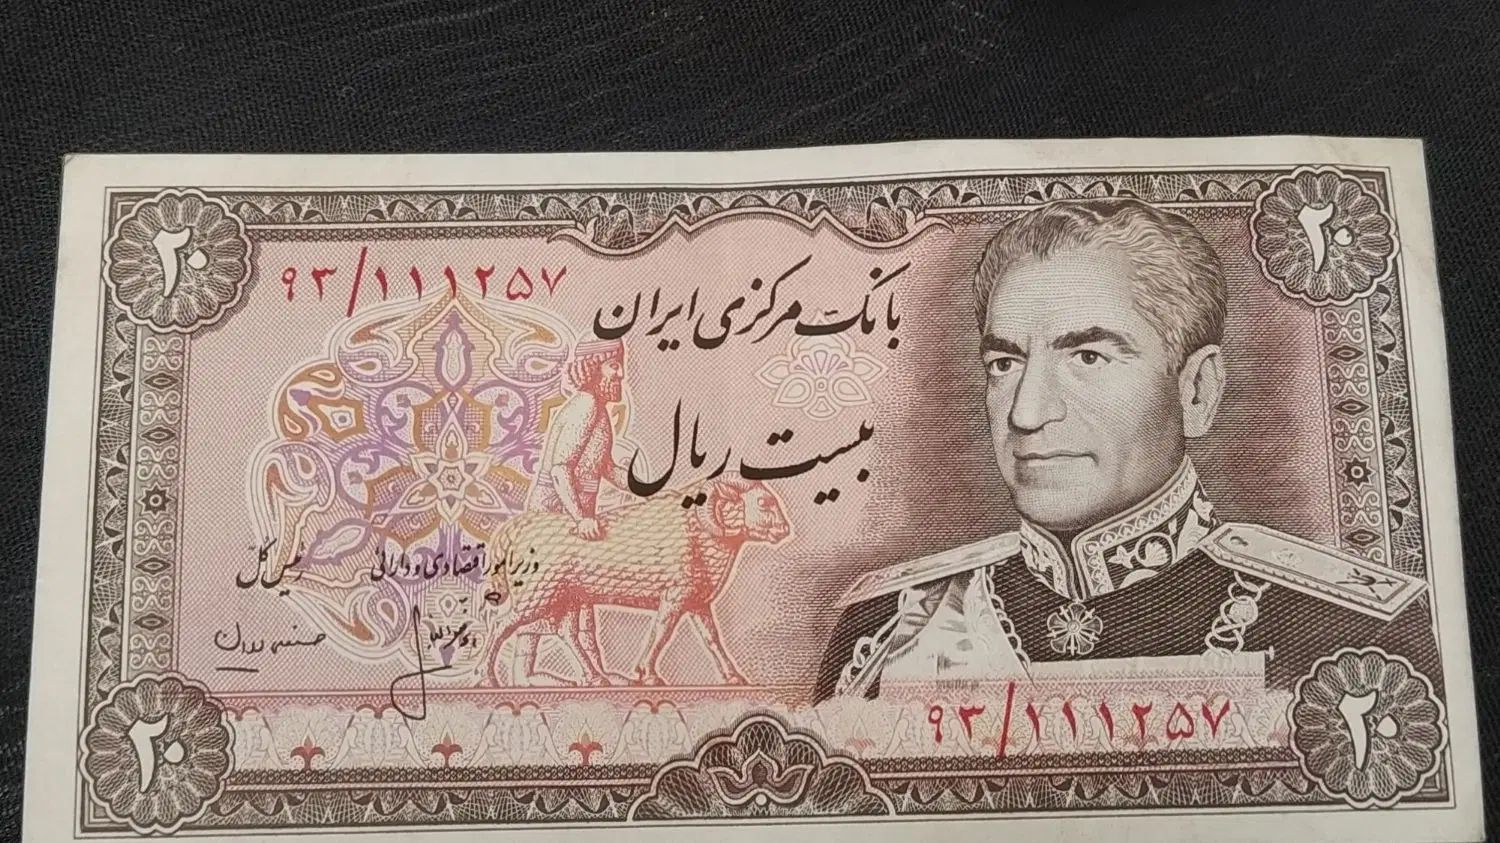 ۲۰
۲۰
۹۳/۱۱۱۲۵۷
بانک مرکزی ایران
بیست ریال
وزیر امور اقتصادی و دارائی
رئیس کل
۹۳/۱۱۱۲۵۷
۲۰
۲۰